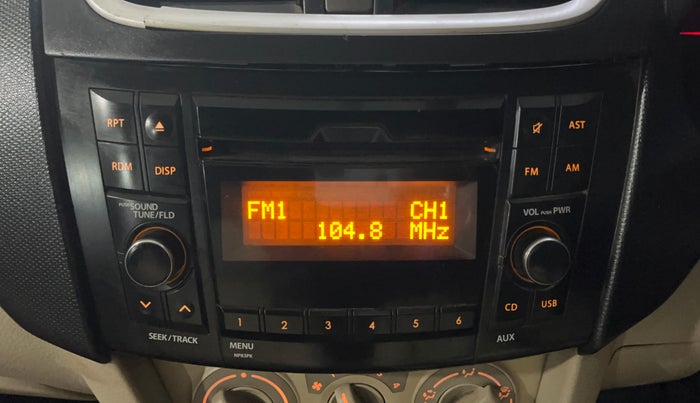 RPT
RDM DISP
PUSH SOUND
TUNE/FLD
SEEK/TRACK
FM1 CH1
104.8 MHz
1 2 3 4 5 6
MENU
AST
FM AM
VOL PUSH PWR
CD USB
AUX